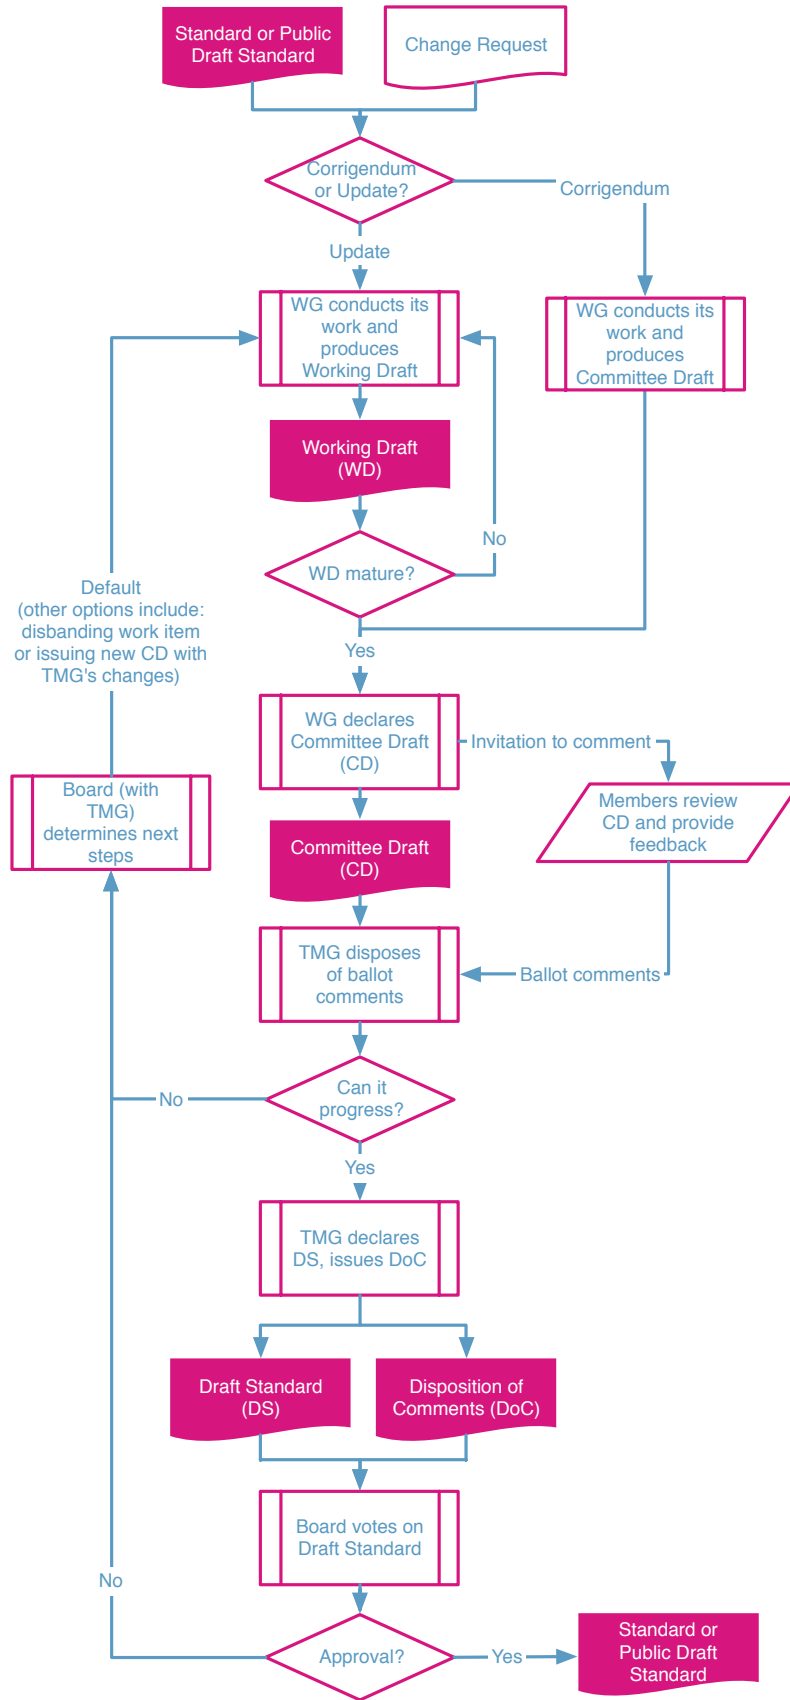 Standard or Public
Draft Standard
Change Request
Corrigendum
or Update?
Corrigendum
Update
WG conducts its
work and
produces
Working Draft
WG conducts its
work and
produces
Committee Draft
Working Draft
(WD)
No
WD mature?
Default
(other options include:
disbanding work item
or issuing new CD with
TMG's changes)
Yes
WG declares
Committee Draft
(CD)
Invitation to comment
Board (with
TMG)
determines next
steps
Members review
CD and provide
feedback
Committee Draft
(CD)
TMG disposes
of ballot
comments
Ballot comments
Can it
progress?
No
Yes
TMG declares
DS, issues DoC
Draft Standard
(DS)
Disposition of
Comments (DoC)
Board votes on
Draft Standard
No
Approval?
Yes
Standard or
Public Draft
Standard